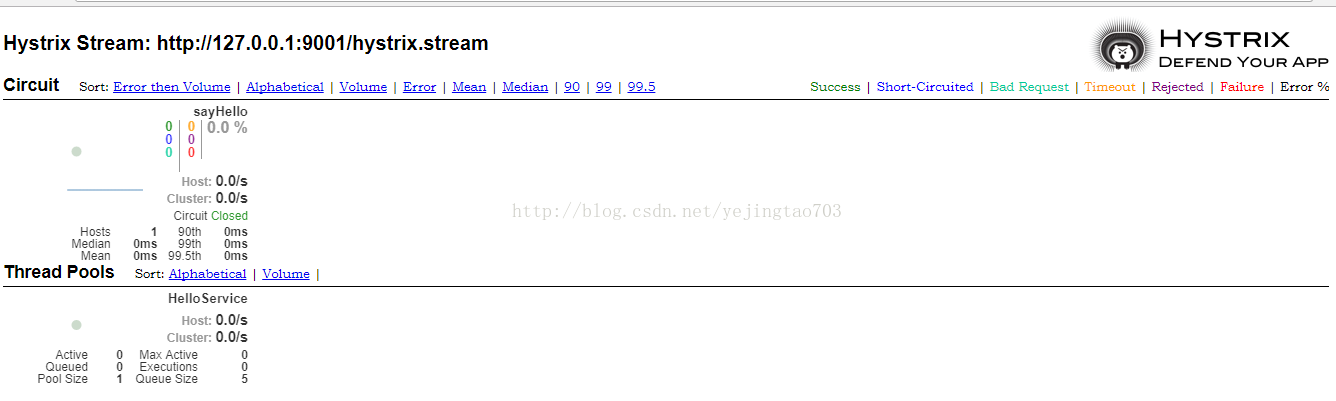 Hystrix Stream: http://127.0.0.1:9001/hystrix.stream
HYSTRIX
DEFEND YOUR APP
Circuit Sort: Error then Volume | Alphabetical | Volume | Error | Mean | Median | 90 | 99 | 99.5 Success | Short-Circuited | Bad Request | Timeout | Rejected | Failure | Error %
sayHello
0 0 0.0 %
0 0
0 0
Host: 0.0/s
Cluster: 0.0/s
http://blog.csdn.net/yejingtao703
Circuit Closed
Hosts 1 90th 0ms
Median 0ms 99th 0ms
Mean 0ms 99.5th 0ms
Thread Pools Sort: Alphabetical | Volume |
HelloService
Host: 0.0/s
Cluster: 0.0/s
Active 0 Max Active 0
Queued 0 Executions 0
Pool Size 1 Queue Size 5